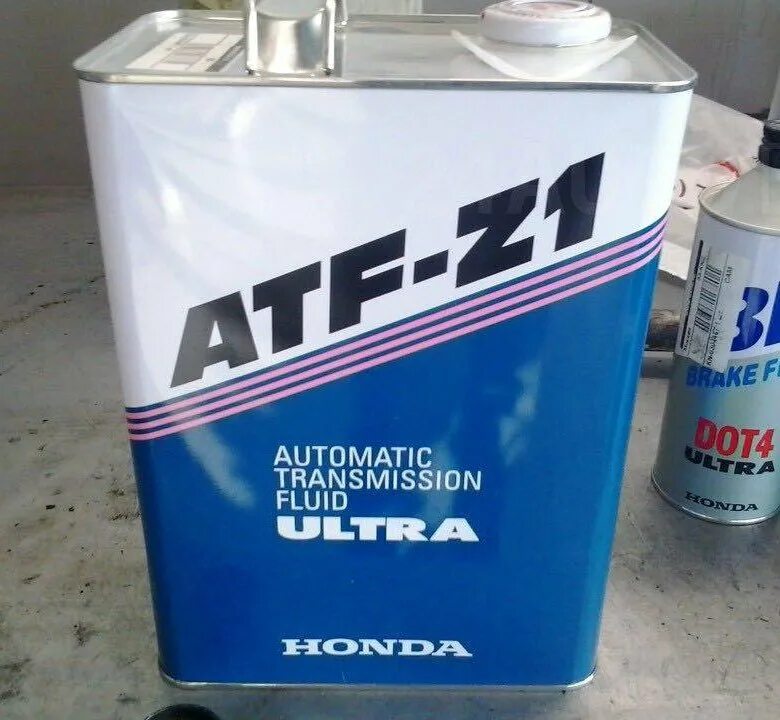 ATF-Z1
AUTOMATIC
TRANSMISSION
FLUID
ULTRA
HONDA
BRAKE
DOT4
ULTRA
HONDA